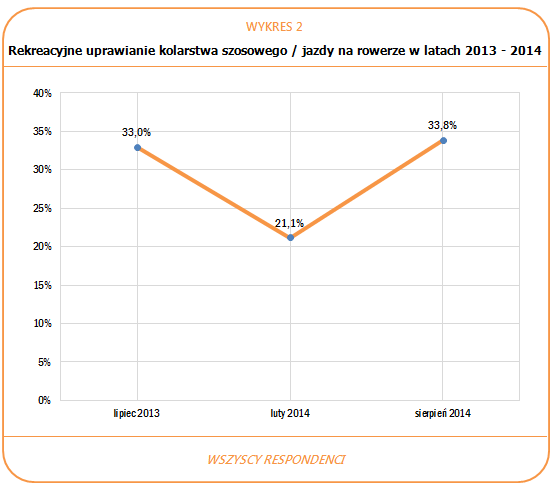 WYKRES 2
Rekreacyjne uprawianie kolarstwa szosowego / jazdy na rowerze w latach 2013 - 2014
40%
35%
30%
25%
20%
15%
10%
5%
0%
33,0%
21,1%
33,8%
lipiec 2013
luty 2014
sierpień 2014
WSZYSCY RESPONDENCI